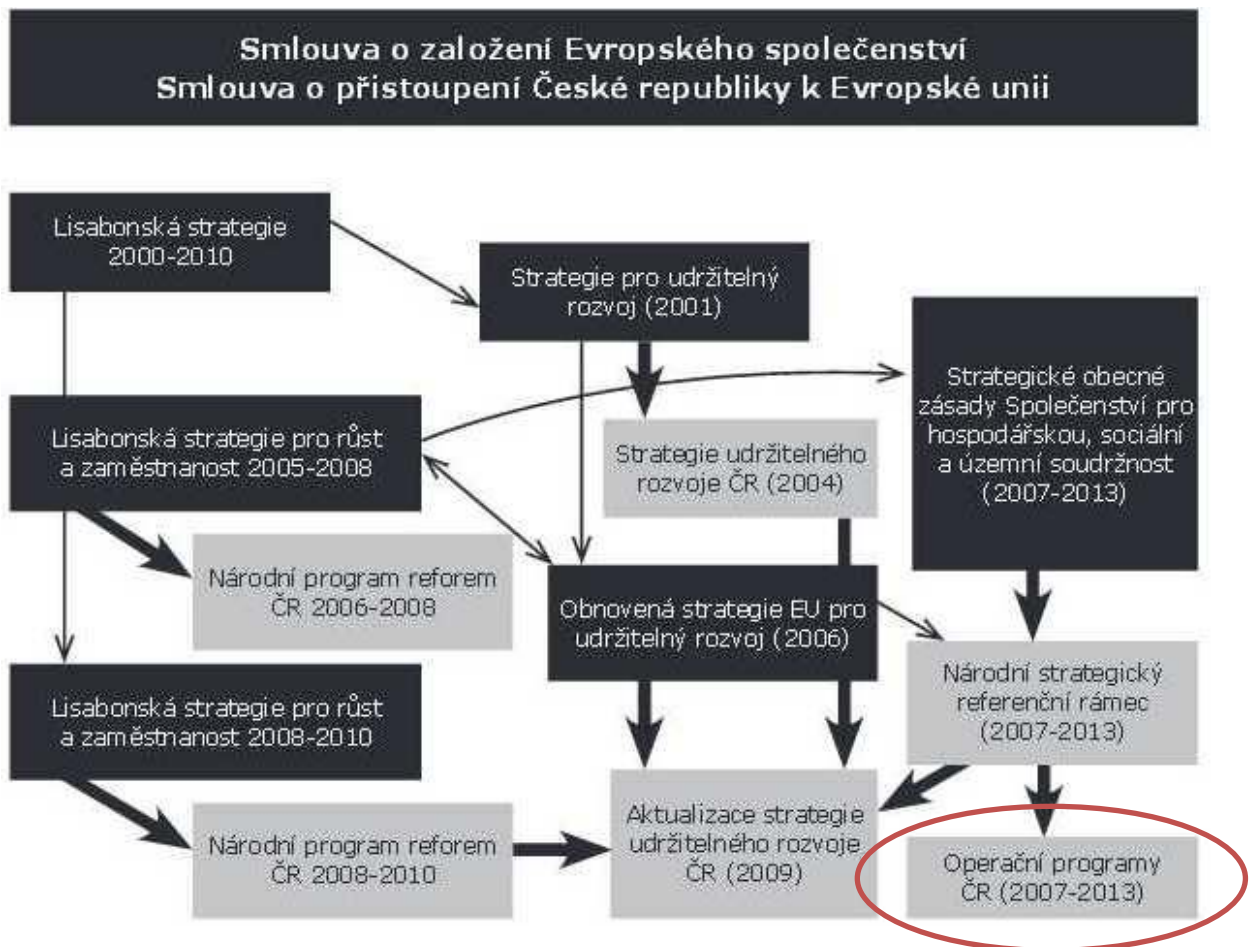 Smlouva o založení Evropského společenství
Smlouva o přistoupení České republiky k Evropské unii
Lisabonská strategie
2000-2010
Strategie pro udržitelný
rozvoj (2001)
Strategické obecné
zásady Společenství pro
hospodářskou, sociální
a územní soudržnost
(2007-2013)
Lisabonská strategie pro růst
a zaměstnanost 2005-2008
Strategie udržitelného
rozvoje ČR (2004)
Národní program reforem
ČR 2006-2008
Obnovená strategie EU pro
udržitelný rozvoj (2006)
Národní strategický
referenční rámec
(2007-2013)
Lisabonská strategie pro růst
a zaměstnanost 2008-2010
Národní program reforem
ČR 2008-2010
Aktualizace strategie
udržitelného rozvoje
ČR (2009)
Operační programy
ČR (2007-2013)